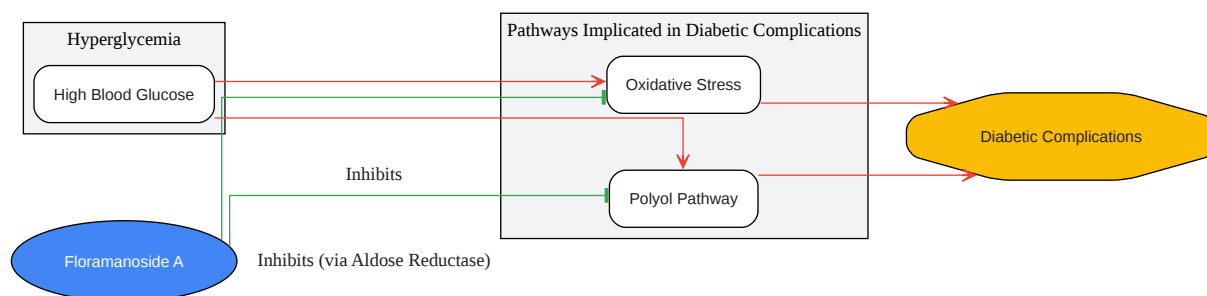 Hyperglycemia
High Blood Glucose
Pathways Implicated in Diabetic Complications
Oxidative Stress
Diabetic Complications
Inhibits
Polyol Pathway
Floramanoside A
Inhibits (via Aldose Reductase)